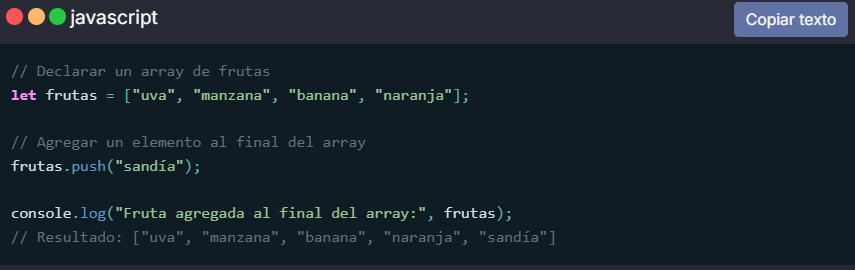 javascript
Copiar texto
// Declarar un array de frutas
let frutas = ["uva", "manzana", "banana", "naranja"];
// Agregar un elemento al final del array
frutas.push("sandía");
console.log("Fruta agregada al final del array:", frutas);
// Resultado: ["uva", "manzana", "banana", "naranja", "sandía"]